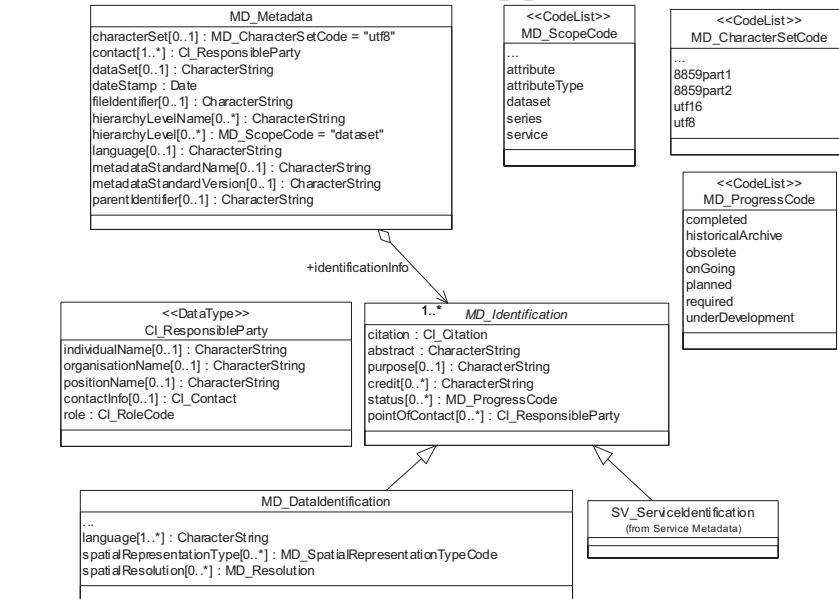 MD_Metadata
characterSet[0..1] : MD_CharacterSetCode = "utf8"
contact[1..*] : CI_ResponsibleParty
dataSet[0..1] : CharacterString
dateStamp : Date
fileIdentifier[0..1] : CharacterString
hierarchyLevelName[0..*] : CharacterString
hierarchyLevel[0..*] : MD_ScopeCode = "dataset"
language[0..1] : CharacterString
metadataStandardName[0..1] : CharacterString
metadataStandardVersion[0..1] : CharacterString
parentIdentifier[0..1] : CharacterString
<<CodeList>>
MD_ScopeCode
...
attribute
attributeType
dataset
series
service
<<CodeList>>
MD_CharacterSetCode
...
8859part1
8859part2
utf16
utf8
<<CodeList>>
MD_ProgressCode
completed
historicalArchive
obsolete
onGoing
planned
required
underDevelopment
+identificationInfo
1..*
<<DataType>>
CI_ResponsibleParty
individualName[0..1] : CharacterString
organisationName[0..1] : CharacterString
positionName[0..1] : CharacterString
contactInfo[0..1] : CI_Contact
role : CI_RoleCode
MD_Identification
citation : CI_Citation
abstract : CharacterString
purpose[0..1] : CharacterString
credit[0..*] : CharacterString
status[0..*] : MD_ProgressCode
pointOfContact[0..*] : CI_ResponsibleParty
MD_DataIdentification
...
language[1..*] : CharacterString
spatialRepresentationType[0..*] : MD_SpatialRepresentationTypeCode
spatialResolution[0..*] : MD_Resolution
SV_ServiceIdentification
(from Service Metadata)